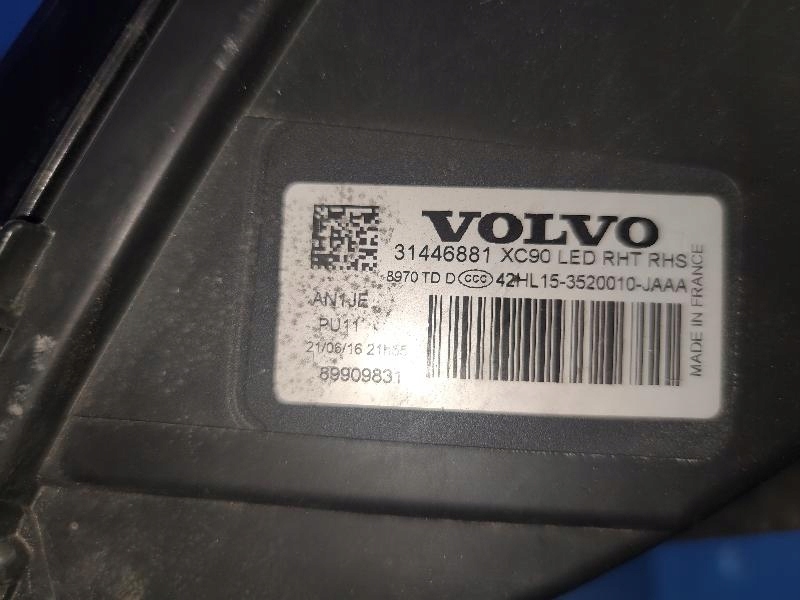 VOLVO
31446881 XC90 LED RHT RHS
8970 TD D CCC 42HL15-3520010-JAAA
AN1JE
PU11
21/06/16
89909831
MADE IN FRANCE